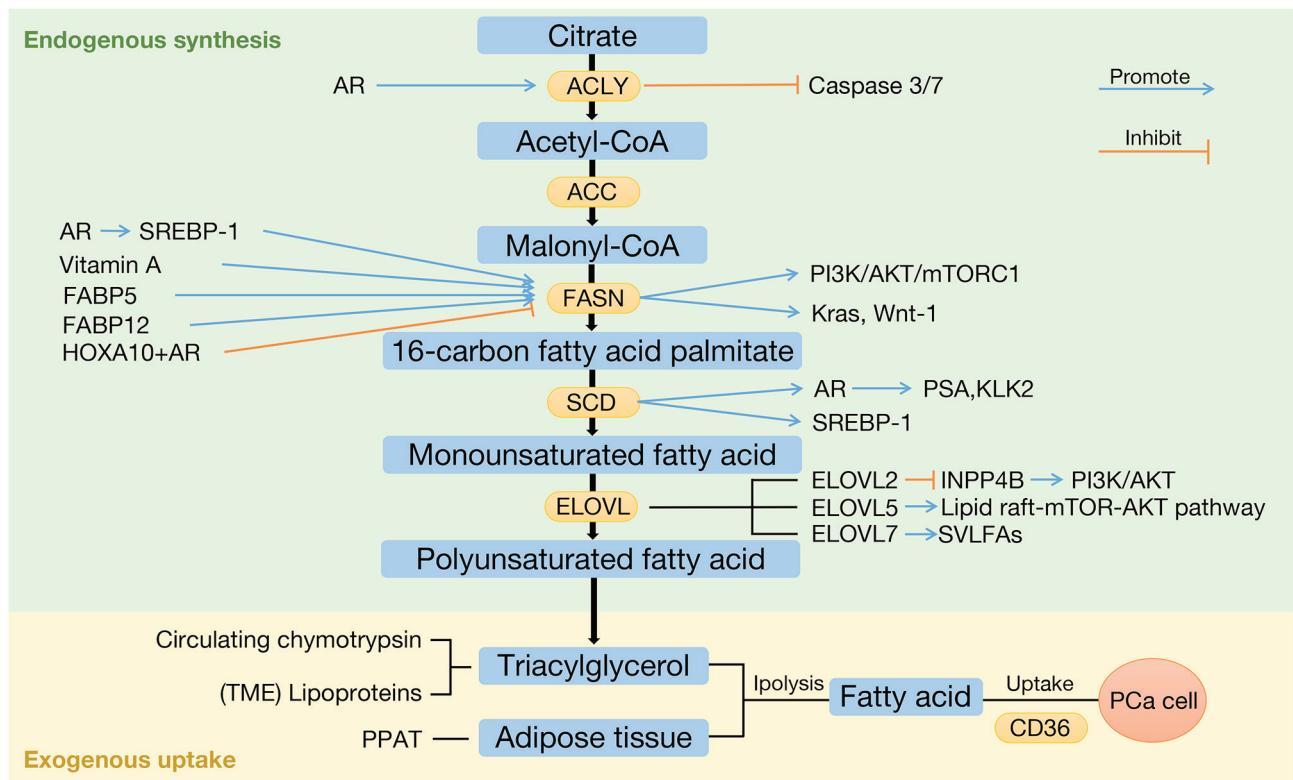 Endogenous synthesis
Citrate
AR
ACLY
Caspase 3/7
Promote
Acetyl-CoA
Inhibit
ACC
AR
SREBP-1
Malonyl-CoA
Vitamin A
PI3K/AKT/mTORC1
FABP5
FASN
Kras, Wnt-1
FABP12
HOXA10+AR
16-carbon fatty acid palmitate
SCD
AR
PSA,KLK2
SREBP-1
Monounsaturated fatty acid
ELOVL
ELOVL2
INPP4B
PI3K/AKT
ELOVL5
Lipid raft-mTOR-AKT pathway
ELOVL7
SVLFAs
Polyunsaturated fatty acid
Circulating chymotrypsin
(TME) Lipoproteins
Triacylglycerol
Ipolysis
Fatty acid
Uptake
CD36
PCa cell
PPAT
Adipose tissue
Exogenous uptake